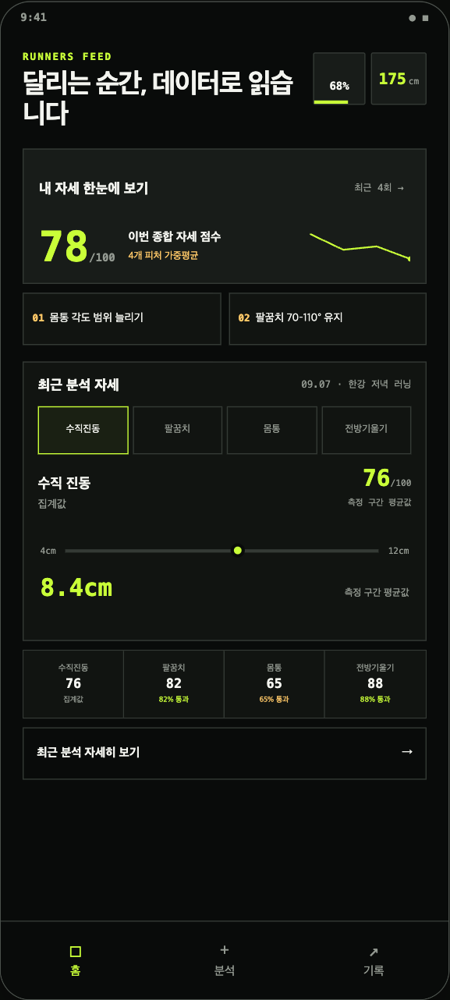 9:41
RUNNERS FEED
달리는 순간, 데이터로 읽습
니다
68%
175 cm
내 자세 한눈에 보기
최근 4회 →
78/100
이번 종합 자세 점수
4개 피처 가중평균
01 몸통 각도 범위 늘리기
02 팔꿈치 70-110° 유지
최근 분석 자세
09.07 · 한강 저녁 러닝
수직진동
팔꿈치
몸통
전방기울기
수직 진동
76/100
집계값
측정 구간 평균값
4cm
12cm
8.4cm
측정 구간 평균값
수직진동
76
집계값
팔꿈치
82
82% 통과
몸통
65
65% 통과
전방기울기
88
88% 통과
최근 분석 자세히 보기 →
홈
+
분석
↗
기록